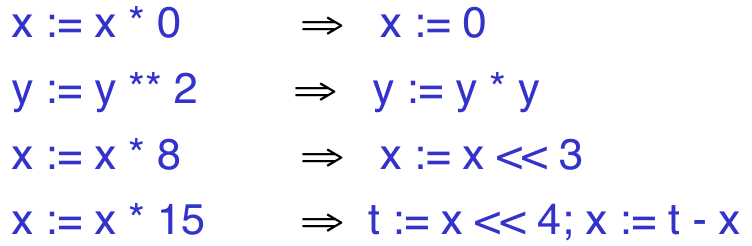 x := x * 0 ⇒ x := 0
y := y ** 2 ⇒ y := y * y
x := x * 8 ⇒ x := x << 3
x := x * 15 ⇒ t := x << 4; x := t - x